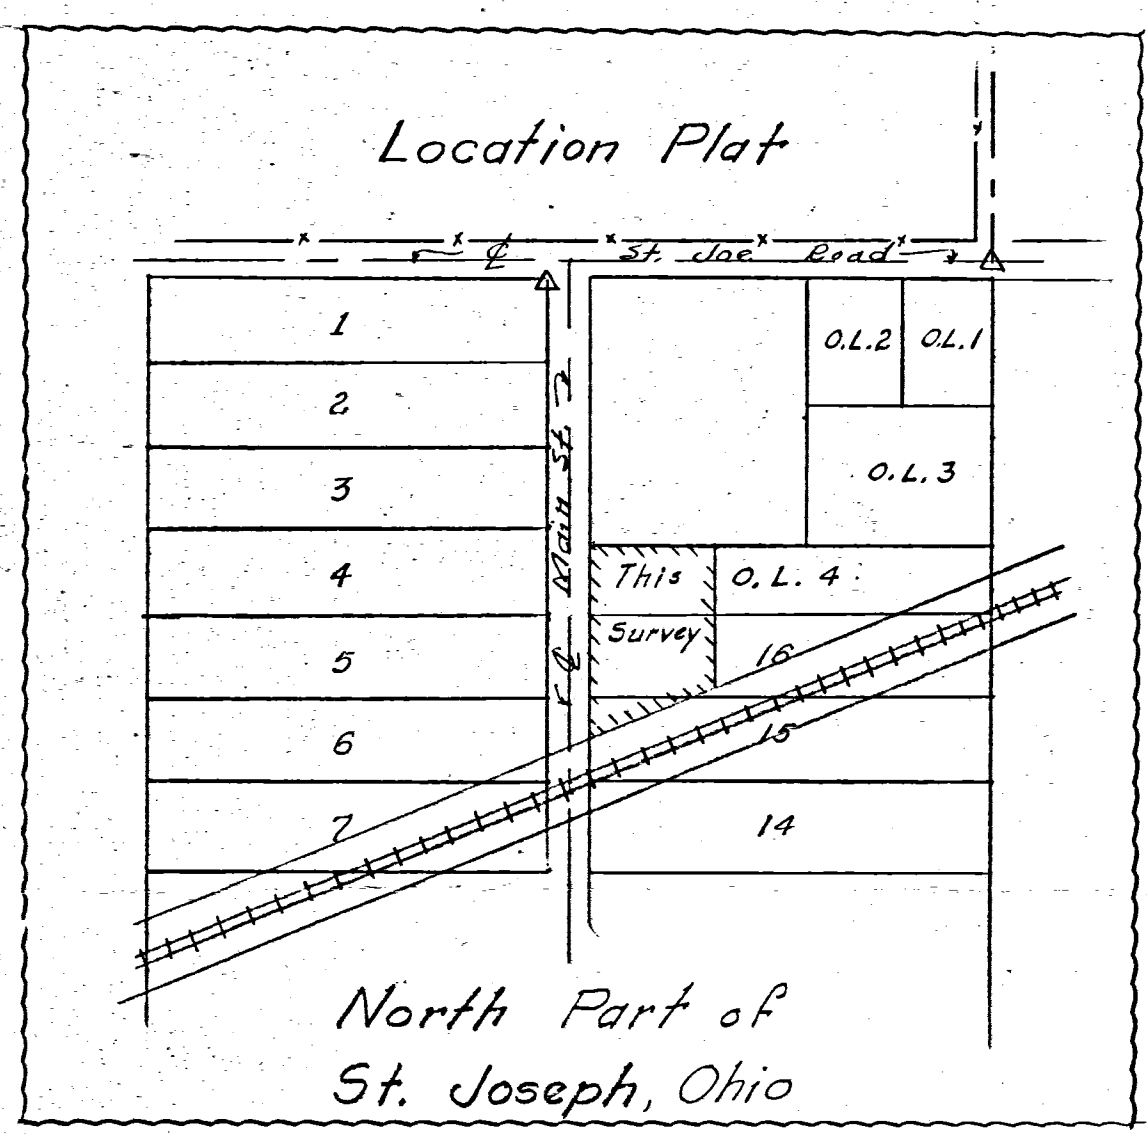 Location Plat
℄ St. Joe Road
1
2
3
4
5
6
7
℄ Main St.
O.L.2
O.L.1
O.L.3
This
Survey
O.L. 4
16
15
14
North Part of
St. Joseph, Ohio